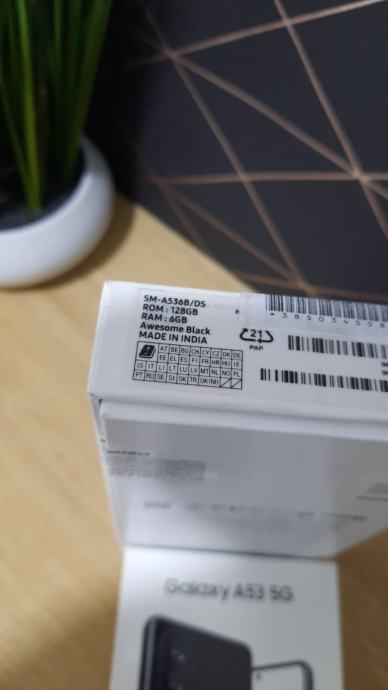 SM-A536B/DS
ROM : 128GB
RAM : 6GB
Awesome Black
MADE IN INDIA
AT BE BG CH CY CZ DK DE
EE EL ES FI FR HR HU IE
IS IT LI LT LU LV MT NL NO PL
PT RO SE SI SK TR UK(NI)
21
PAP
Galaxy A53 5G